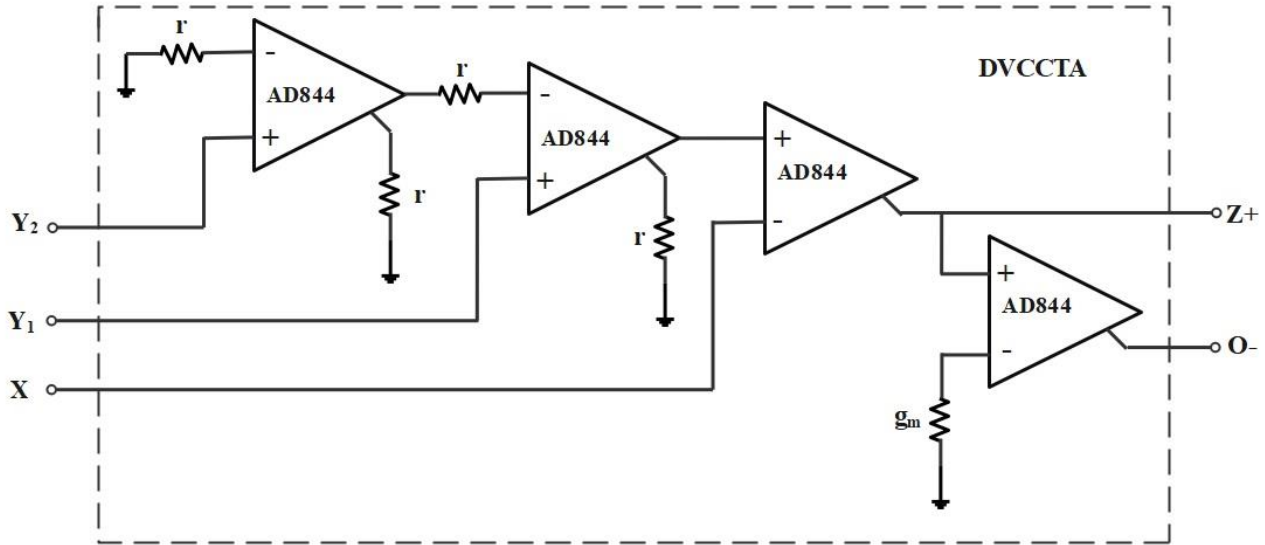 r
-
AD844
+
r
r
-
AD844
+
r
+
AD844
-
DVCCTA
Y₂
Y₁
X
Z+
+
AD844
-
O-
gₘ